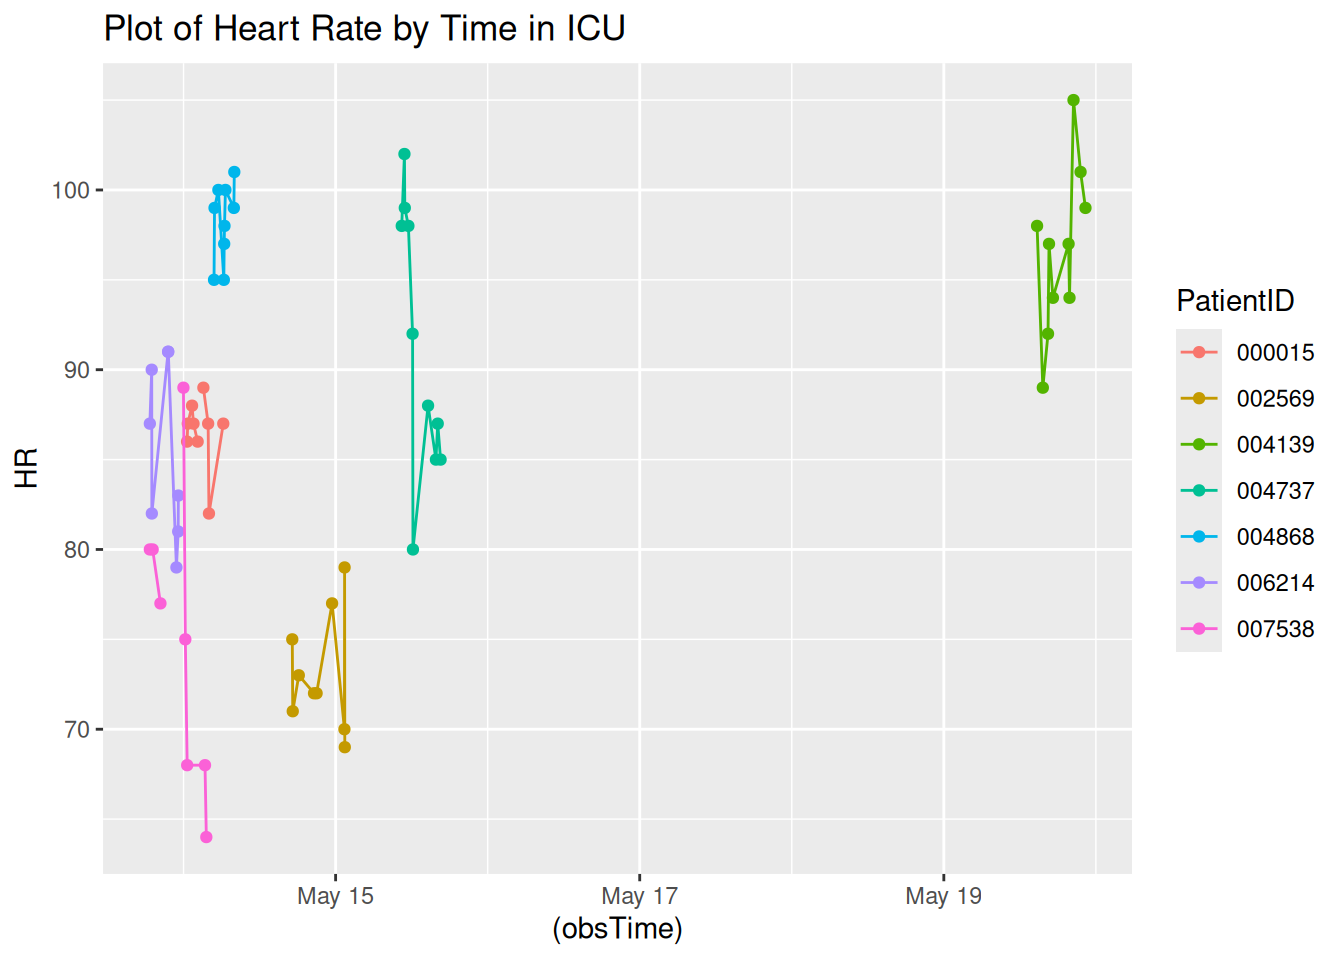 Plot of Heart Rate by Time in ICU
HR
100
90
80
70
May 15
May 17
May 19
(obsTime)
PatientID
000015
002569
004139
004737
004868
006214
007538